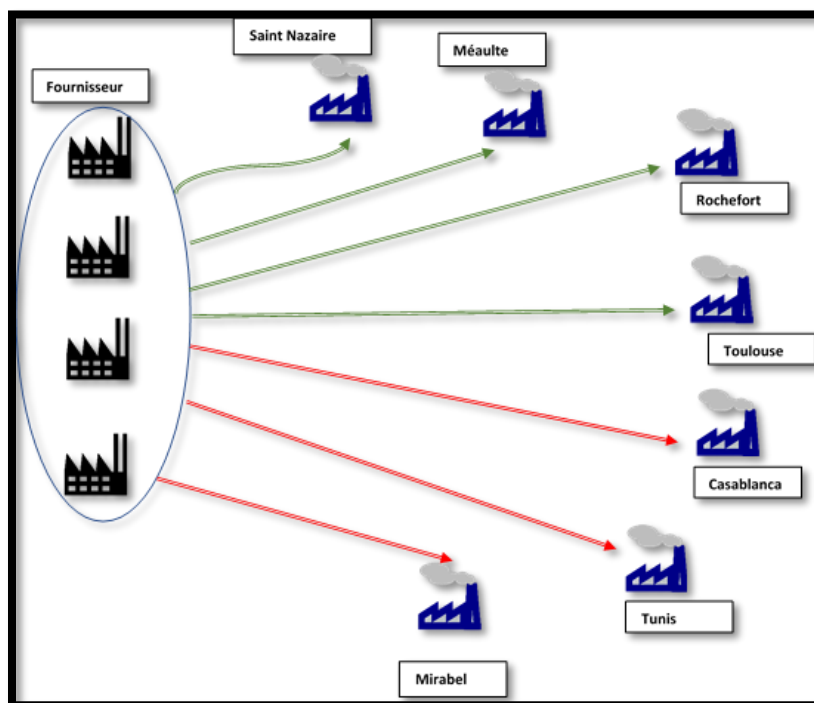 Saint Nazaire
Méaulte
Fournisseur
Rochefort
Toulouse
Casablanca
Tunis
Mirabel